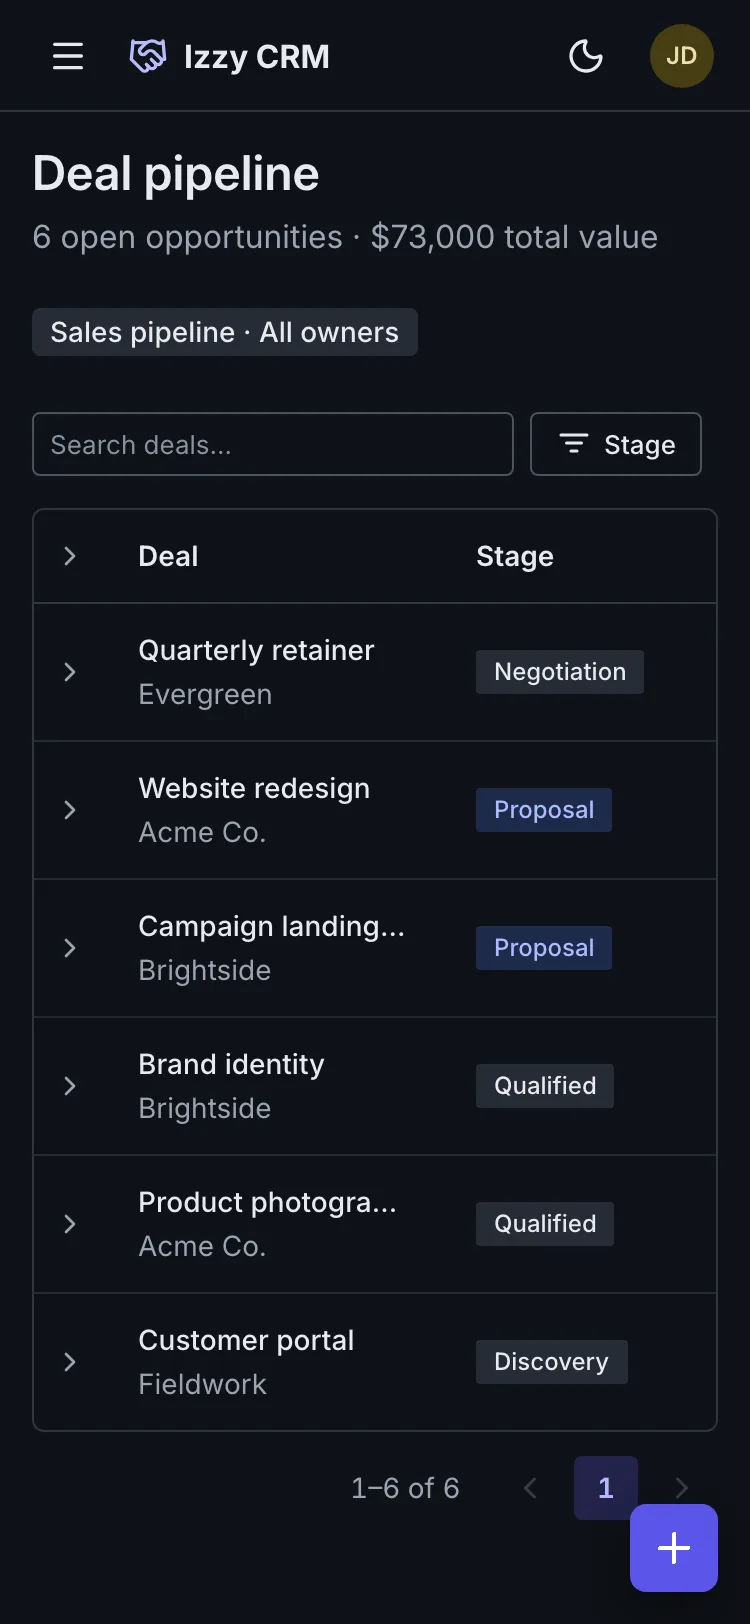 Izzy CRM
JD
Deal pipeline
6 open opportunities · $73,000 total value
Sales pipeline · All owners
Search deals...
Stage
Deal Stage
Quarterly retainer
Evergreen
Negotiation
Website redesign
Acme Co.
Proposal
Campaign landing...
Brightside
Proposal
Brand identity
Brightside
Qualified
Product photogra...
Acme Co.
Qualified
Customer portal
Fieldwork
Discovery
1–6 of 6
1